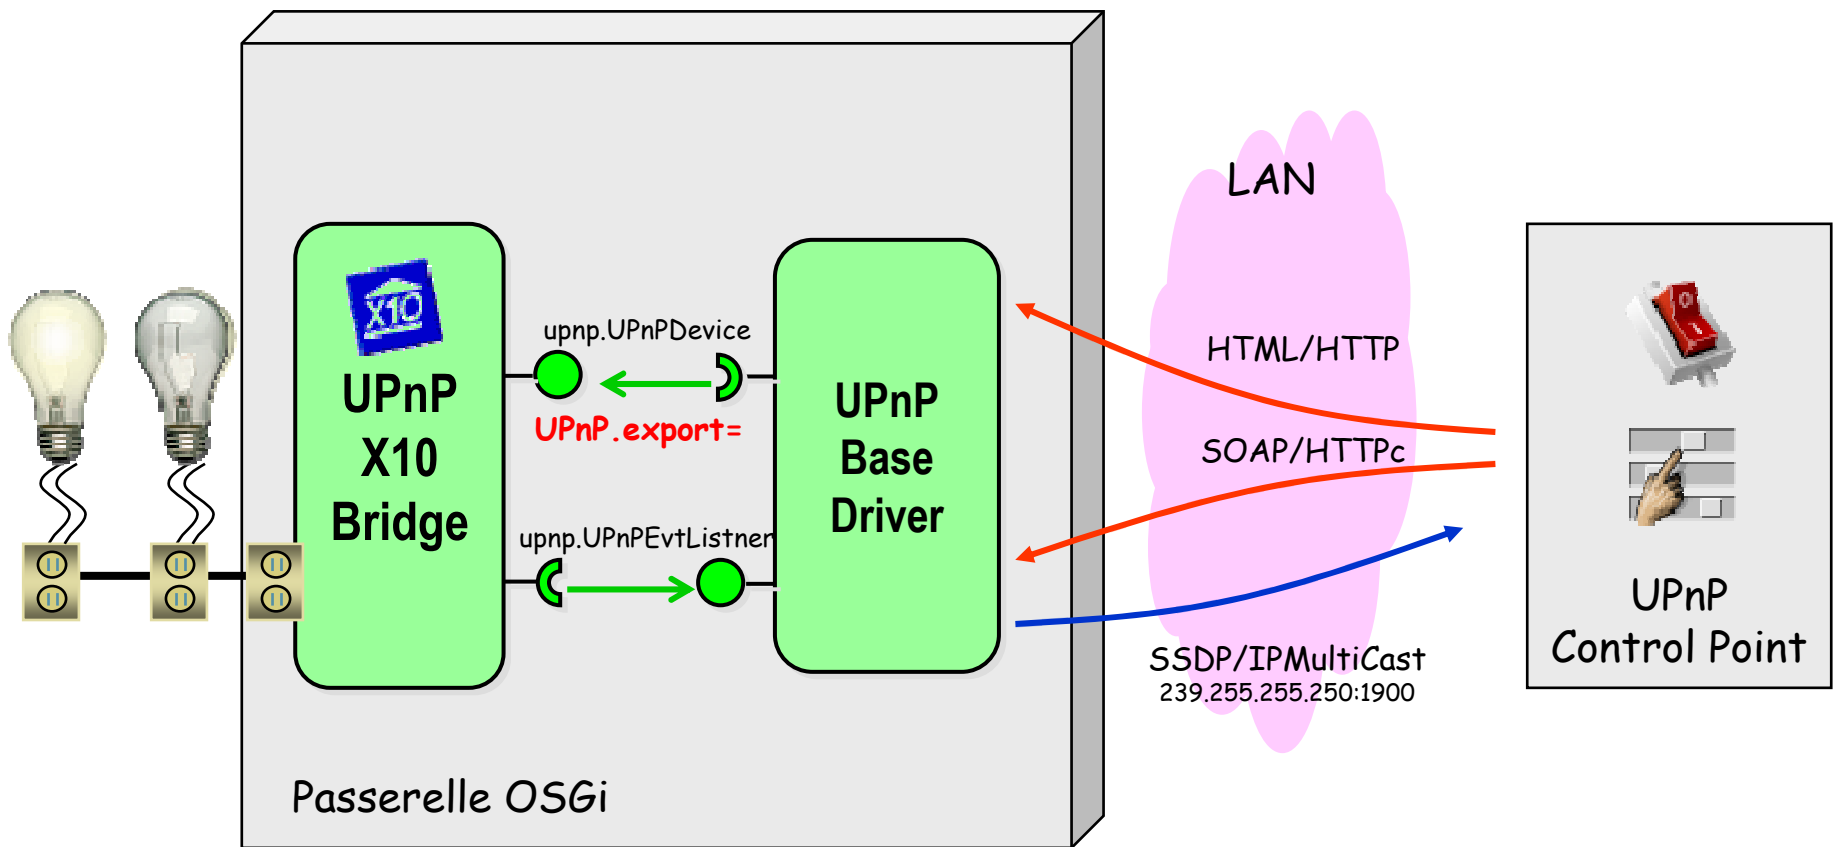 LAN
X10
UPnP
X10
Bridge
upnp.UPnPDevice
UPnP.export=
upnp.UPnPEvtListner
UPnP
Base
Driver
HTML/HTTP
SOAP/HTTPc
SSDP/IPMultiCast
239.255.255.250:1900
UPnP
Control Point
Passerelle OSGi